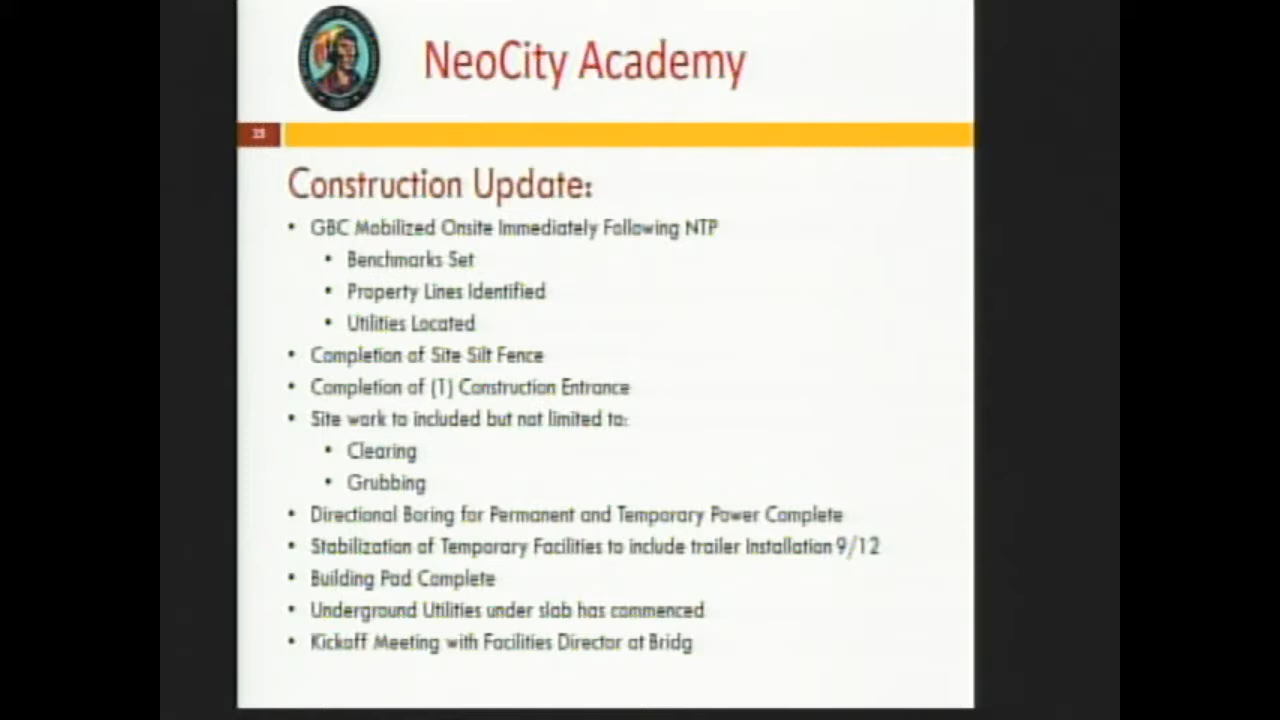 NeoCity Academy
Construction Update:
• GBC Mobilized Onsite Immediately Following NTP
• Benchmarks Set
• Property Lines Identified
• Utilities Located
• Completion of Site Silt Fence
• Completion of (1) Construction Entrance
• Site work to included but not limited to:
• Clearing
• Grubbing
• Directional Boring for Permanent and Temporary Power Complete
• Stabilization of Temporary Facilities to include trailer Installation 9/12
• Building Pad Complete
• Underground Utilities under slab has commenced
• Kickoff Meeting with Facilities Director at Bridg